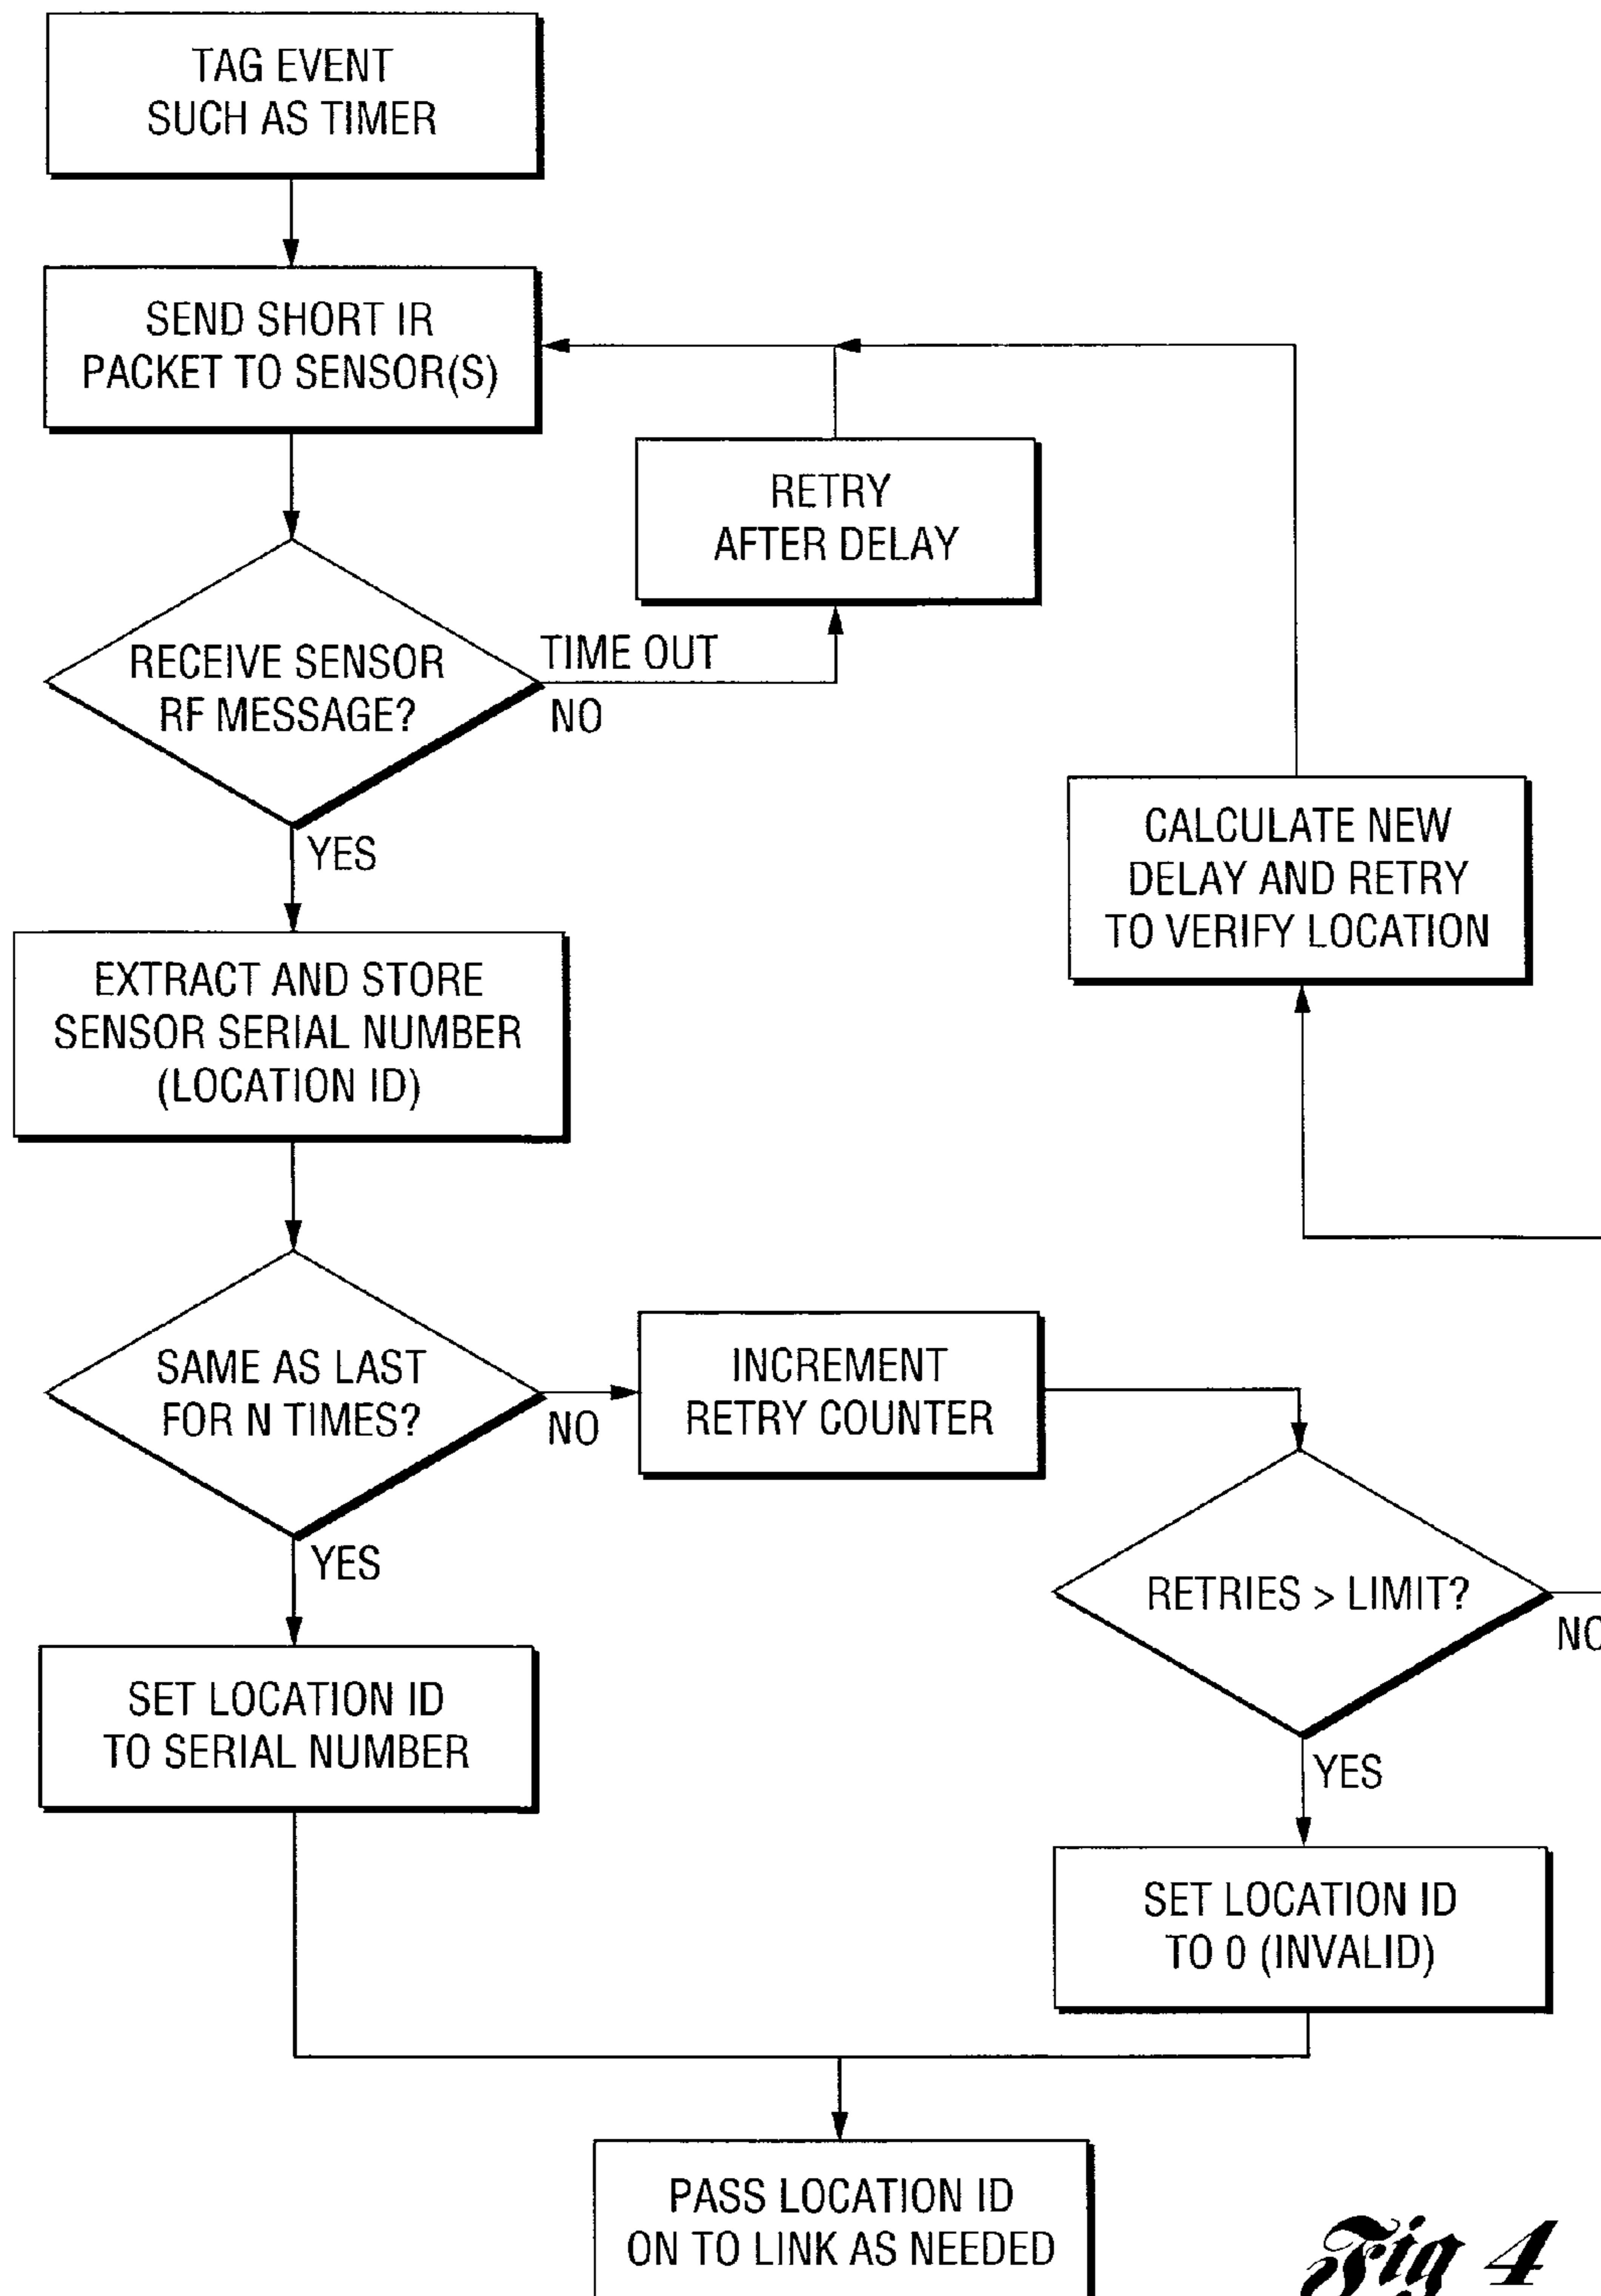 TAG EVENT
SUCH AS TIMER
SEND SHORT IR
PACKET TO SENSOR(S)
RETRY
AFTER DELAY
RECEIVE SENSOR
RF MESSAGE?
TIME OUT
NO
YES
CALCULATE NEW
DELAY AND RETRY
TO VERIFY LOCATION
EXTRACT AND STORE
SENSOR SERIAL NUMBER
(LOCATION ID)
SAME AS LAST
FOR N TIMES?
NO
INCREMENT
RETRY COUNTER
YES
RETRIES > LIMIT?
NO
YES
SET LOCATION ID
TO SERIAL NUMBER
SET LOCATION ID
TO 0 (INVALID)
PASS LOCATION ID
ON TO LINK AS NEEDED
Fig 4